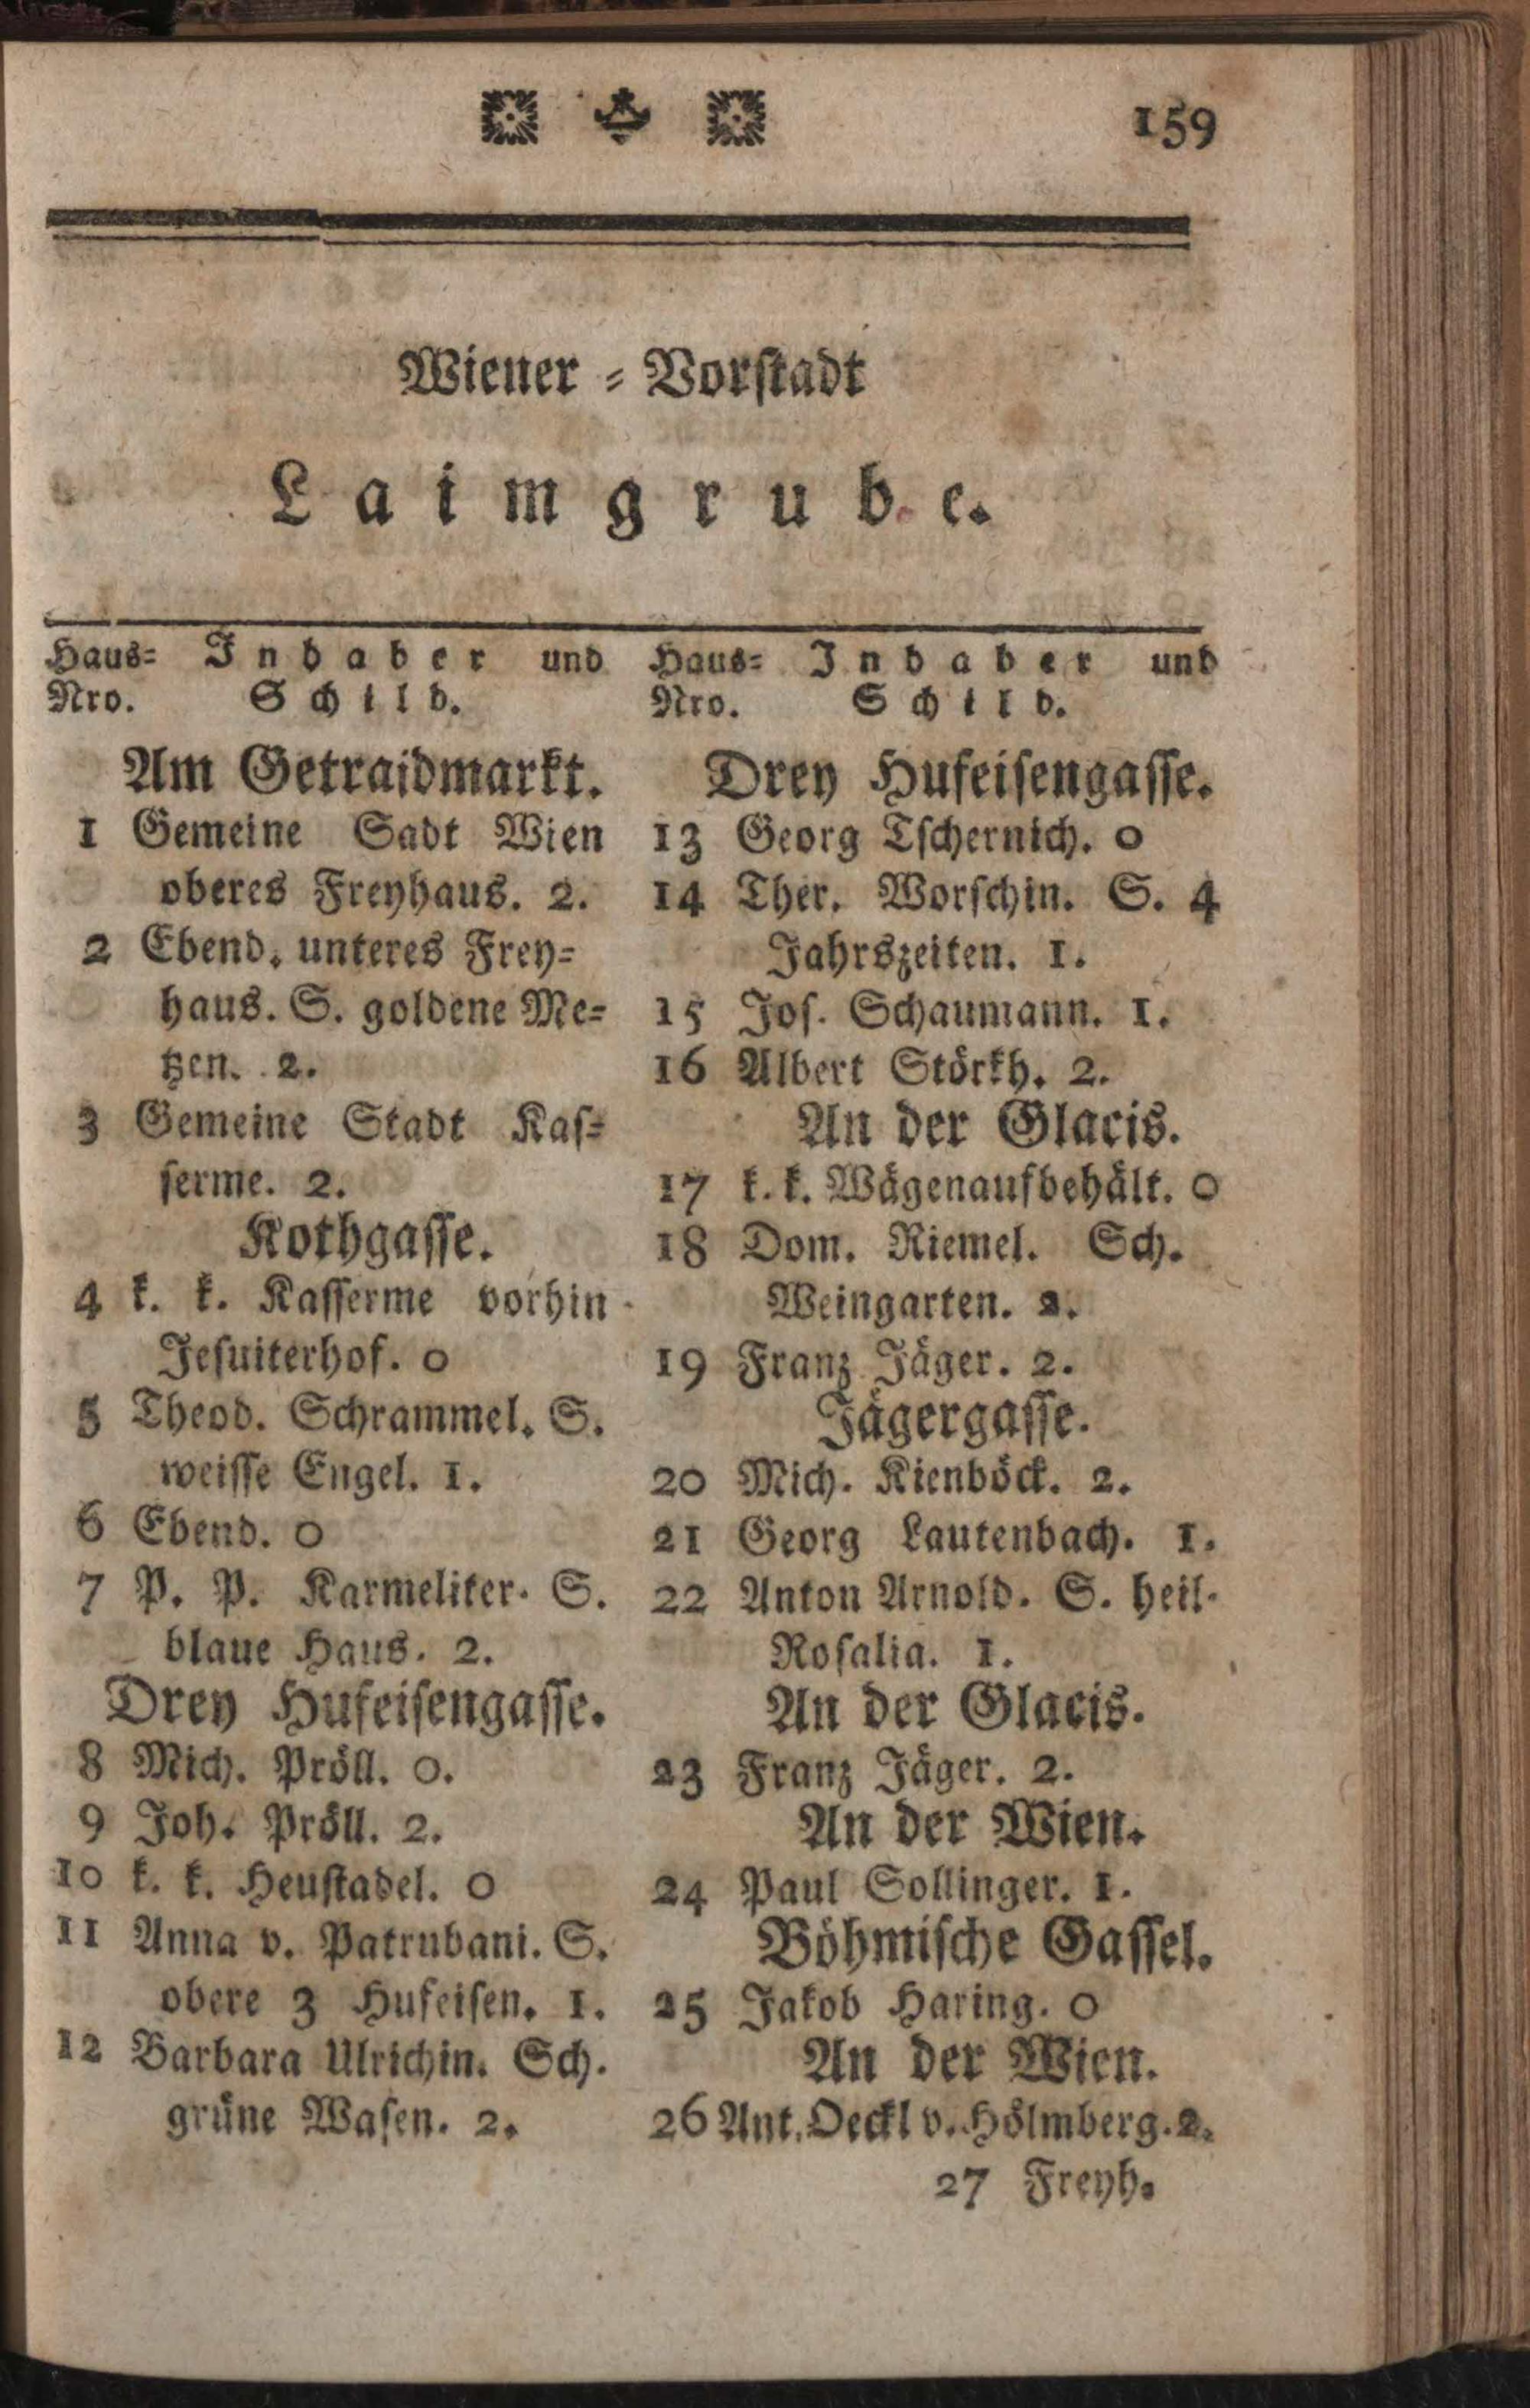 159
Wiener = Vorstadt
Laimgrube.
Haus= Inhaber und
Nro. Schild.
Am Getraidmarkt.
1 Gemeine Sadt Wien
oberes Freyhaus. 2.
2 Ebend. unteres Frey=
haus. S. goldene Me=
tzen. 2.
3 Gemeine Stadt Kas=
serme. 2.
Kothgasse.
4 k. k. Kasserme vorhin
Jesuiterhof. 0
5 Theod. Schrammel. S.
weisse Engel. 1.
6 Ebend. 0
7 P. P. Karmeliter. S.
blaue Haus. 2.
Drey Hufeisengasse.
8 Mich. Pröll. 0.
9 Joh. Pröll. 2.
10 k. k. Heustadel. 0
11 Anna v. Patrubani. S.
obere 3 Hufeisen. 1.
12 Barbara Ulrichin. Sch.
grüne Wasen. 2.
Haus= Inhaber und
Nro. Schild.
Drey Hufeisengasse.
13 Georg Tschernich. 0
14 Ther. Worschin. S. 4
Jahrszeiten. 1.
15 Jos. Schaumann. 1.
16 Albert Störkh. 2.
An der Glacis.
17 k. k. Wägenaufbehält. 0
18 Dom. Riemel. Sch.
Weingarten. 2.
19 Franz Jäger. 2.
Jägergasse.
20 Mich. Kienböck. 2.
21 Georg Lautenbach. 1.
22 Anton Arnold. S. heil.
Rosalia. 1.
An der Glacis.
23 Franz Jäger. 2.
An der Wien.
24 Paul Sollinger. 1.
Böhmische Gassel.
25 Jakob Haring. 0
An der Wien.
26 Ant. Oeckl v. Hölmberg. 2.
27 Freyh.